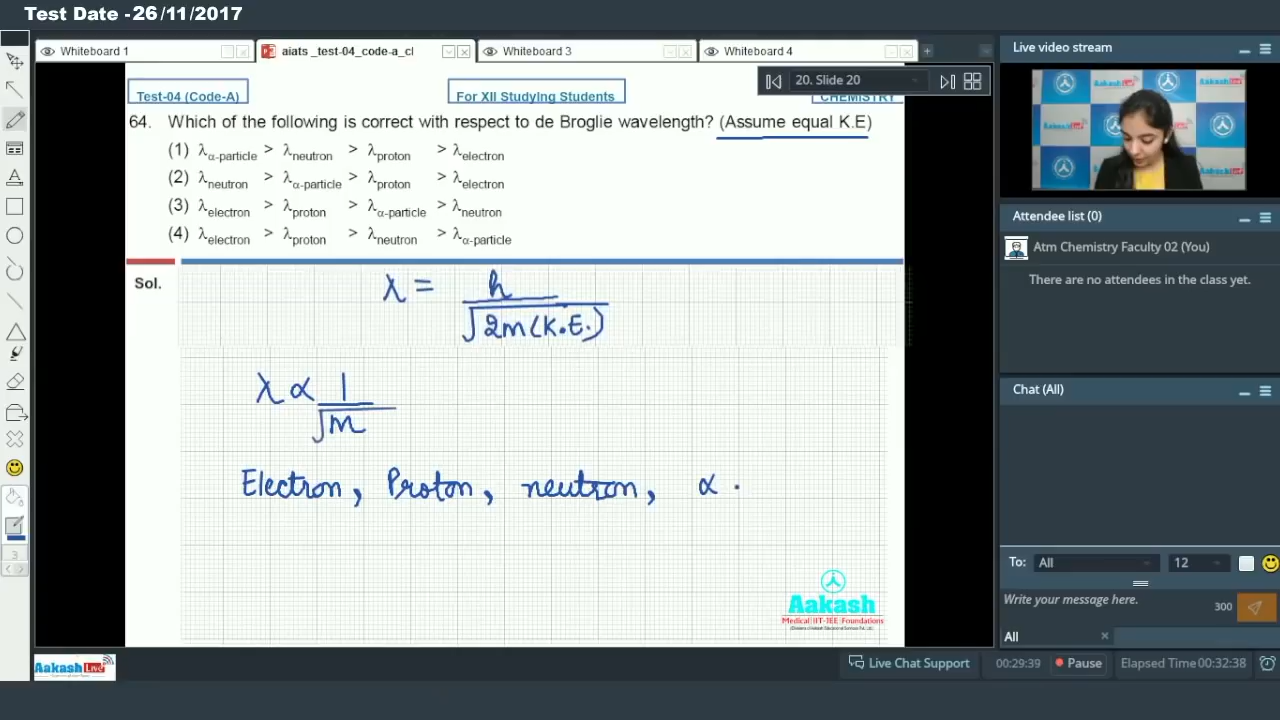 Test Date -26/11/2017
Whiteboard 1
aiats _test-04_code-a_cl
Whiteboard 3
Whiteboard 4
20. Slide 20
Test-04 (Code-A)
For XII Studying Students
CHEMISTRY
64. Which of the following is correct with respect to de Broglie wavelength? (Assume equal K.E)
(1) λα-particle > λneutron > λproton > λelectron
(2) λneutron > λα-particle > λproton > λelectron
(3) λelectron > λproton > λα-particle > λneutron
(4) λelectron > λproton > λneutron > λα-particle
Sol.
λ = h / √2m(K.E.)
λ ∝ 1 / √m
Electron, Proton, neutron, α .
Aakash
Medical|IIT-JEE|Foundations
Live video stream
Attendee list (0)
Atm Chemistry Faculty 02 (You)
There are no attendees in the class yet.
Chat (All)
To: All 12
Write your message here.
300
All
3
Aakash Live
Live Chat Support
00:29:39
Pause
Elapsed Time 00:32:38